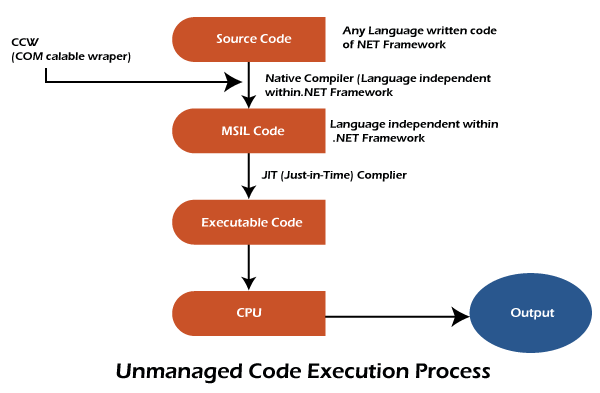 CCW
(COM calable wraper)
Source Code
Any Language written code
of NET Framework
Native Compiler (Language independent
within.NET Framework
MSIL Code
Language independent within
.NET Framework
JIT (Just-in-Time) Complier
Executable Code
CPU
Output
Unmanaged Code Execution Process